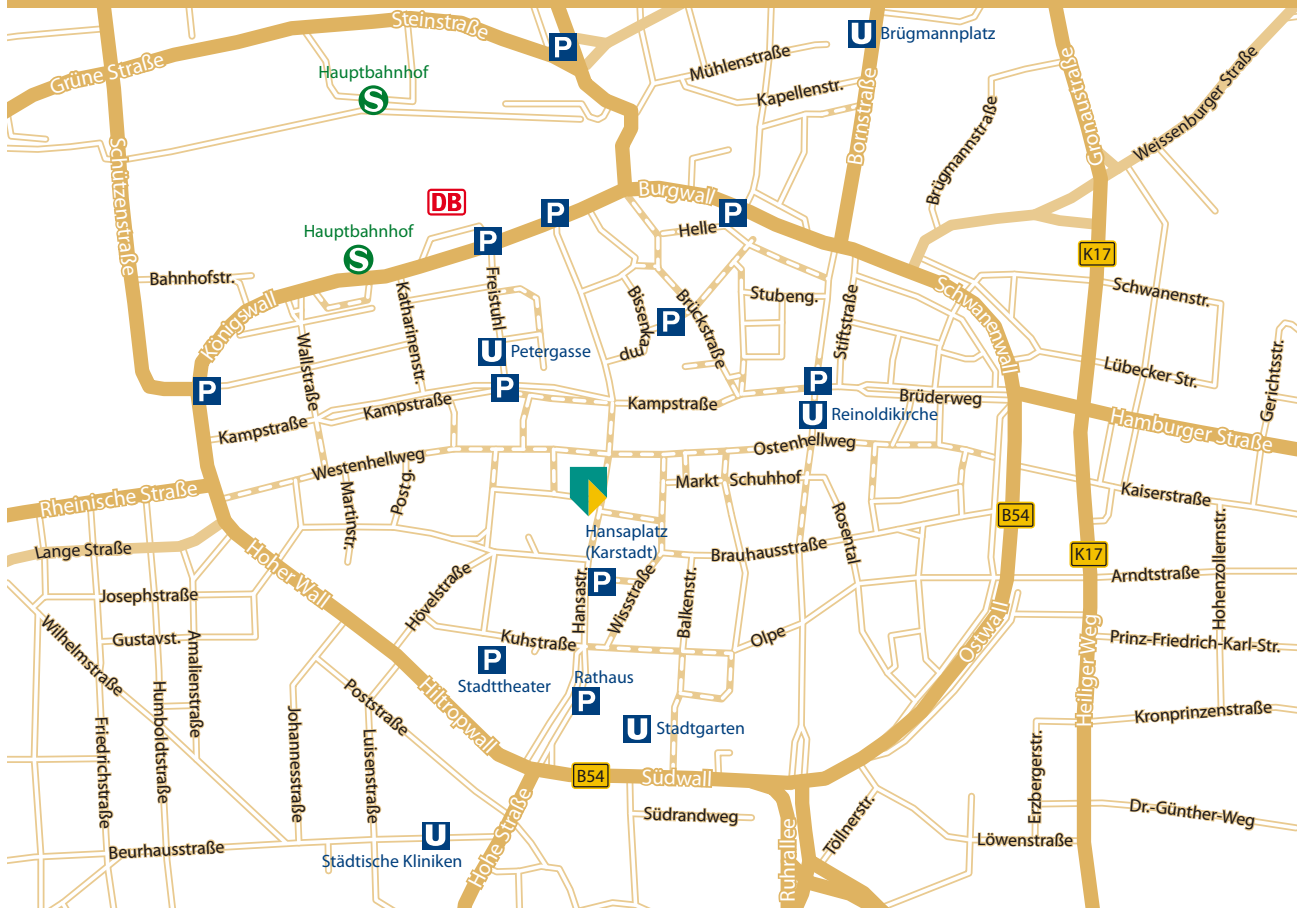 Steinstraße
P
U Brügmannplatz
Grüne Straße
Hauptbahnhof
S
Mühlenstraße
Kapellenstr.
Bornstraße
Gronaustraße
Weissenburger Straße
Brügmannstraße
Schützenstraße
DB
Burgwall
P
P
Helle
Hauptbahnhof
S
P
K17
Bahnhofstr.
Schwanenstr.
Königswall
Katharinenstr.
Freistuhl
Bissenkamp
Brückstraße
Stubeng.
Stiftstraße
Schwanenwall
P
Wallstraße
U Petergasse
Lübecker Str.
Gerichtsstr.
P
P
P
Kampstraße
Kampstraße
Kampstraße
U Reinoldikirche
Brüderweg
Hamburger Straße
Westenhellweg
Ostenhellweg
Rheinische Straße
Martinstr.
Postg.
Markt
Schuhhof
Kaiserstraße
Rosental
B54
Hansaplatz
(Karstadt)
Lange Straße
Hoher Wall
Brauhausstraße
K17
Hohenzollernstr.
Arndtstraße
Josephstraße
Hövelstraße
Hansastr.
P
Wissstraße
Balkenstr.
Ostwall
Gustavst.
Amalienstraße
Wilhelmstraße
Kuhstraße
Olpe
Prinz-Friedrich-Karl-Str.
P
Stadttheater
Rathaus
P
Heiliger Weg
Humboldtstraße
Friedrichstraße
Johannesstraße
Poststraße
Luisenstraße
Hiltropwall
U Stadtgarten
Kronprinzenstraße
Erzbergerstr.
B54
Südwall
Südrandweg
Töllnerstr.
Dr.-Günther-Weg
Löwenstraße
Beurhausstraße
U
Städtische Kliniken
Hohe Straße
Ruhrallee